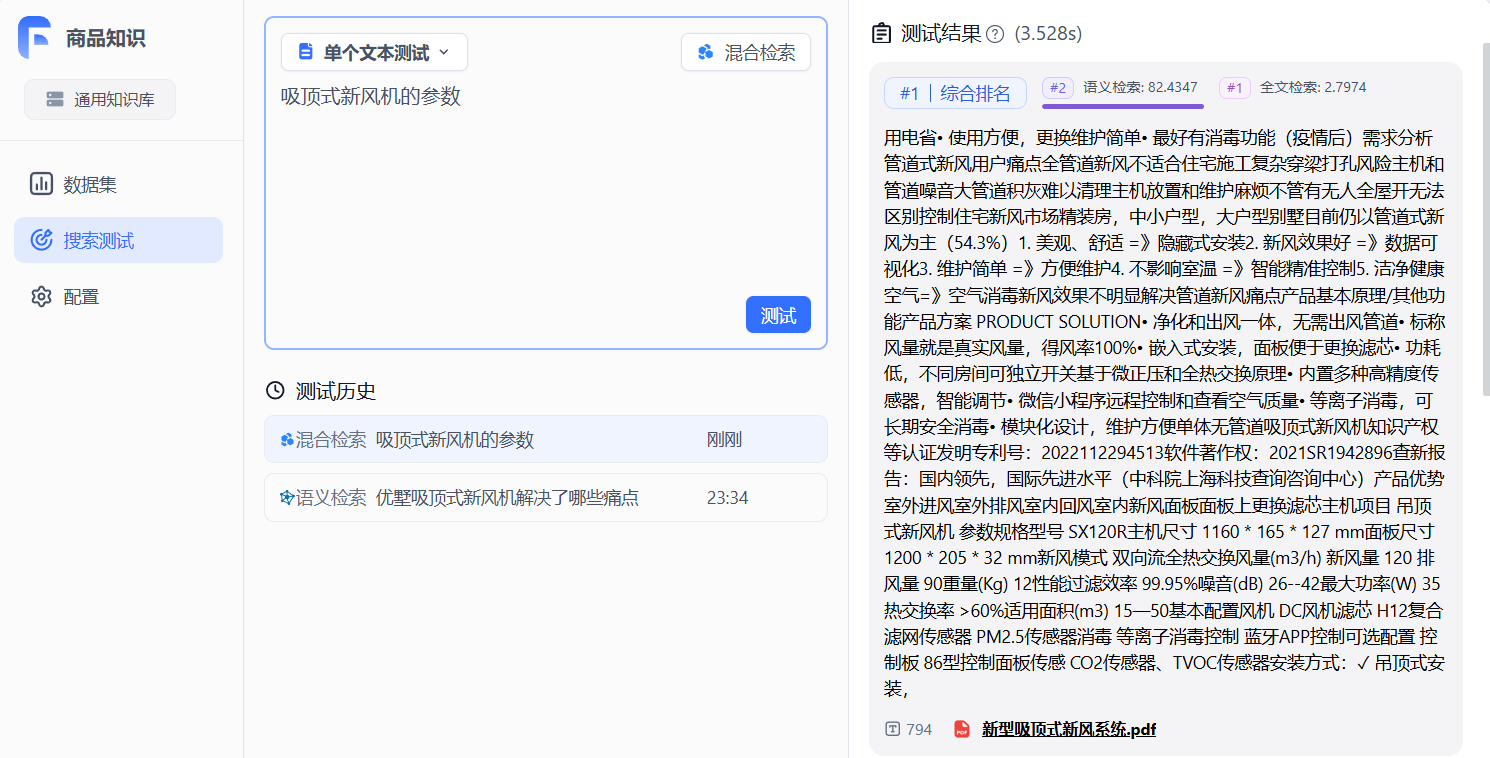 商品知识
通用知识库
数据集
搜索测试
配置
单个文本测试
混合检索
吸顶式新风机的参数
测试
测试历史
混合检索 吸顶式新风机的参数 刚刚
语义检索 优墅吸顶式新风机解决了哪些痛点 23:34
测试结果 (3.528s)
#1 | 综合排名 #2 语义检索: 82.4347 #1 全文检索: 2.7974
用电省• 使用方便，更换维护简单• 最好有消毒功能（疫情后）需求分析
管道式新风用户痛点全管道新风不适合住宅施工复杂穿梁打孔风险主机和
管道噪音大管道积灰难以清理主机放置和维护麻烦不管有无人全屋开无法
区别控制住宅新风市场精装房，中小户型，大户型别墅目前仍以管道式新
风为主（54.3%）1. 美观、舒适 =》隐藏式安装2. 新风效果好 =》数据可
视化3. 维护简单 =》方便维护4. 不影响室温 =》智能精准控制5. 洁净健康
空气=》空气消毒新风效果不明显解决管道新风痛点产品基本原理/其他功
能产品方案 PRODUCT SOLUTION• 净化和出风一体，无需出风管道• 标称
风量就是真实风量，得风率100%• 嵌入式安装，面板便于更换滤芯• 功耗
低，不同房间可独立开关基于微正压和全热交换原理• 内置多种高精度传
感器，智能调节• 微信小程序远程控制和查看空气质量• 等离子消毒，可
长期安全消毒• 模块化设计，维护方便单体无管道吸顶式新风机知识产权
等认证发明专利号：2022112294513软件著作权：2021SR1942896查新报
告：国内领先，国际先进水平（中科院上海科技查询咨询中心）产品优势
室外进风室外排风室内回风室内新风面板面板上更换滤芯主机项目 吊顶
式新风机 参数规格型号 SX120R主机尺寸 1160 * 165 * 127 mm面板尺寸
1200 * 205 * 32 mm新风模式 双向流全热交换风量(m3/h) 新风量 120 排
风量 90重量(Kg) 12性能过滤效率 99.95%噪音(dB) 26--42最大功率(W) 35
热交换率 >60%适用面积(m3) 15—50基本配置风机 DC风机滤芯 H12复合
滤网传感器 PM2.5传感器消毒 等离子消毒控制 蓝牙APP控制可选配置 控
制板 86型控制面板传感 CO2传感器、TVOC传感器安装方式：✓ 吊顶式安
装，
794 新型吸顶式新风系统.pdf